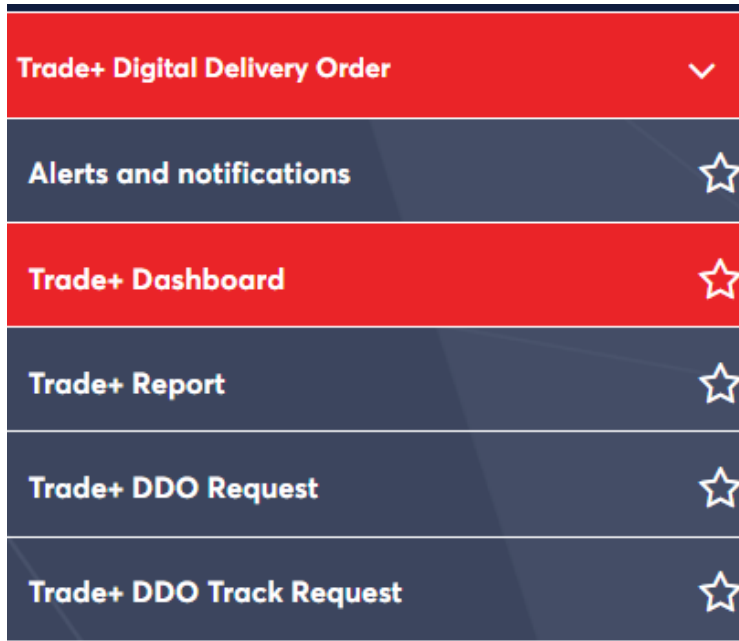 Trade+ Digital Delivery Order
Alerts and notifications
Trade+ Dashboard
Trade+ Report
Trade+ DDO Request
Trade+ DDO Track Request